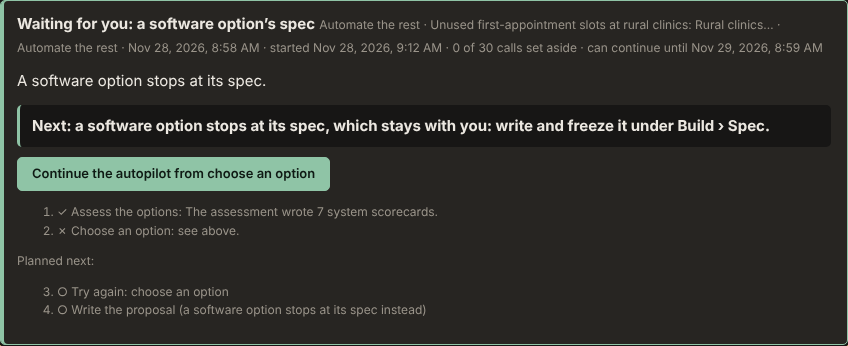 Waiting for you: a software option’s spec Automate the rest · Unused first-appointment slots at rural clinics: Rural clinics… ·
Automate the rest · Nov 28, 2026, 8:58 AM · started Nov 28, 2026, 9:12 AM · 0 of 30 calls set aside · can continue until Nov 29, 2026, 8:59 AM
A software option stops at its spec.
Next: a software option stops at its spec, which stays with you: write and freeze it under Build › Spec.
Continue the autopilot from choose an option
1. ✓ Assess the options: The assessment wrote 7 system scorecards.
2. × Choose an option: see above.
Planned next:
3. ○ Try again: choose an option
4. ○ Write the proposal (a software option stops at its spec instead)